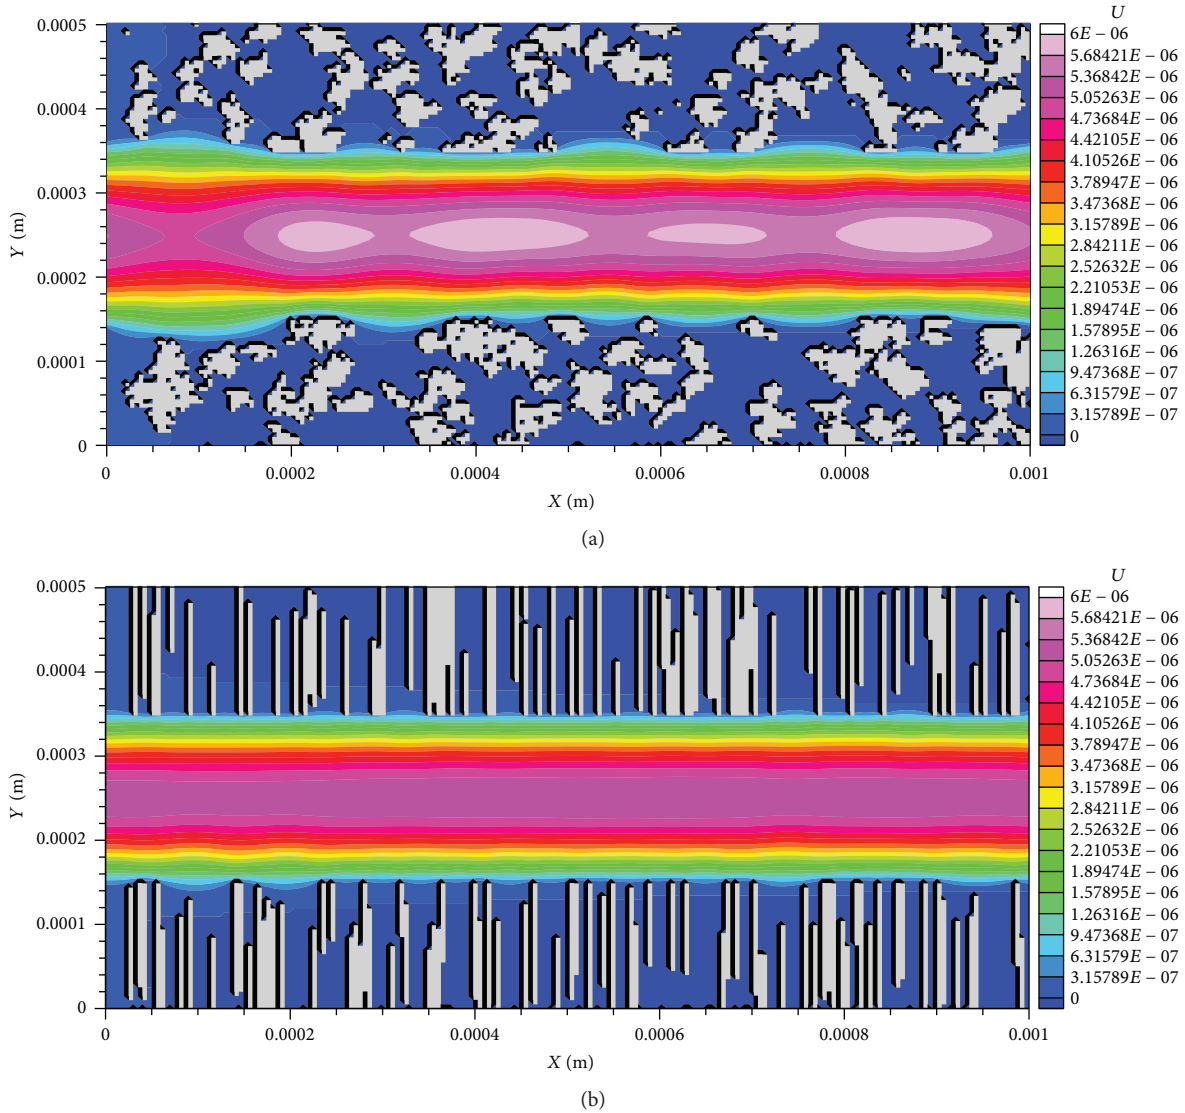 U
0.0005
0.0004
0.0003
0.0002
0.0001
0
Y (m)
0
0.0002
0.0004
0.0006
0.0008
0.001
X (m)
6E – 06
5.68421E – 06
5.36842E – 06
5.05263E – 06
4.73684E – 06
4.42105E – 06
4.10526E – 06
3.78947E – 06
3.47368E – 06
3.15789E – 06
2.84211E – 06
2.52632E – 06
2.21053E – 06
1.89474E – 06
1.57895E – 06
1.26316E – 06
9.47368E – 07
6.31579E – 07
3.15789E – 07
0
(a)
U
0.0005
0.0004
0.0003
0.0002
0.0001
0
Y (m)
0
0.0002
0.0004
0.0006
0.0008
0.001
X (m)
6E – 06
5.68421E – 06
5.36842E – 06
5.05263E – 06
4.73684E – 06
4.42105E – 06
4.10526E – 06
3.78947E – 06
3.47368E – 06
3.15789E – 06
2.84211E – 06
2.52632E – 06
2.21053E – 06
1.89474E – 06
1.57895E – 06
1.26316E – 06
9.47368E – 07
6.31579E – 07
3.15789E – 07
0
(b)